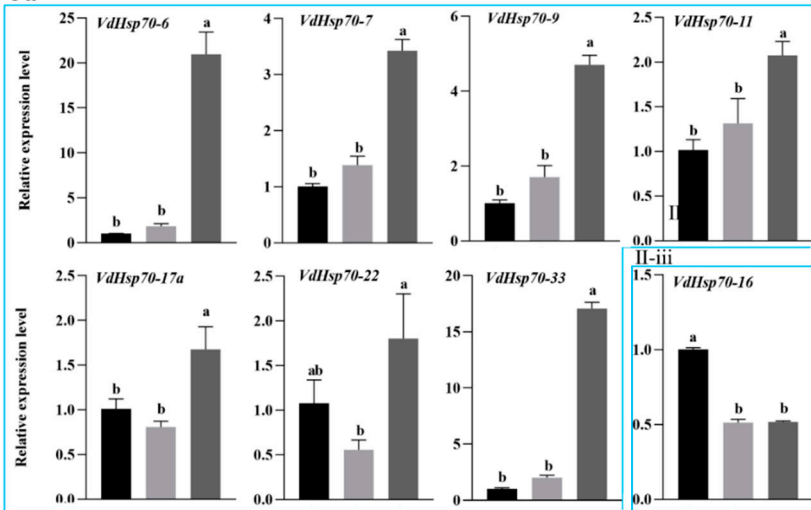 Relative expression level
VdHsp70-6
25
20
15
10
5
0
b
b
a
VdHsp70-7
4
3
2
1
0
b
b
a
VdHsp70-9
6
4
2
0
b
b
a
VdHsp70-11
2.5
2.0
1.5
1.0
0.5
0.0
b
b
a
II
Relative expression level
VdHsp70-17a
2.5
2.0
1.5
1.0
0.5
0.0
b
b
a
VdHsp70-22
2.5
2.0
1.5
1.0
0.5
0.0
ab
b
a
VdHsp70-33
20
15
10
5
0
b
b
a
II-iii
VdHsp70-16
1.5
1.0
0.5
0.0
a
b
b